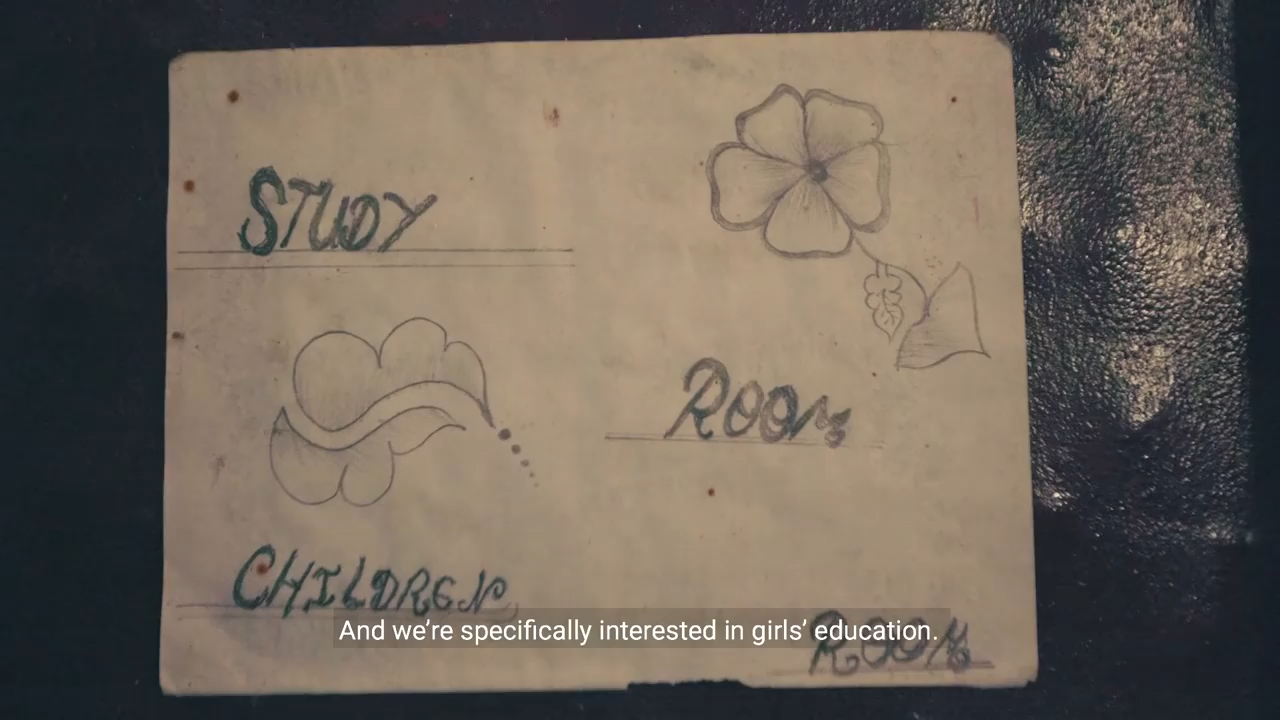 STUDY
ROOM
CHILDREN
And we’re specifically interested in girls’ education.
ROOM